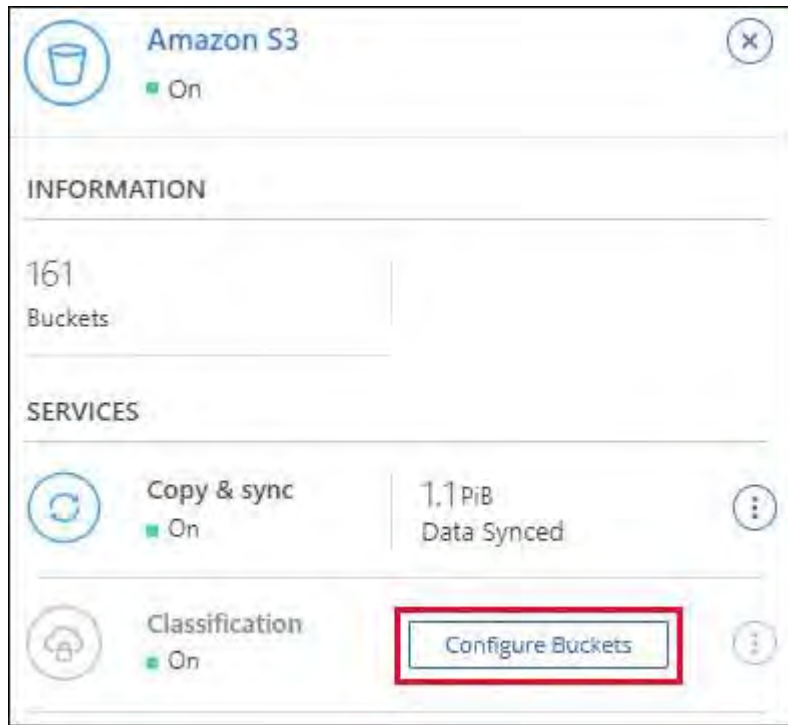 Amazon S3
On
INFORMATION
161
Buckets
SERVICES
Copy & sync
On
1.1 PiB
Data Synced
Classification
On
Configure Buckets